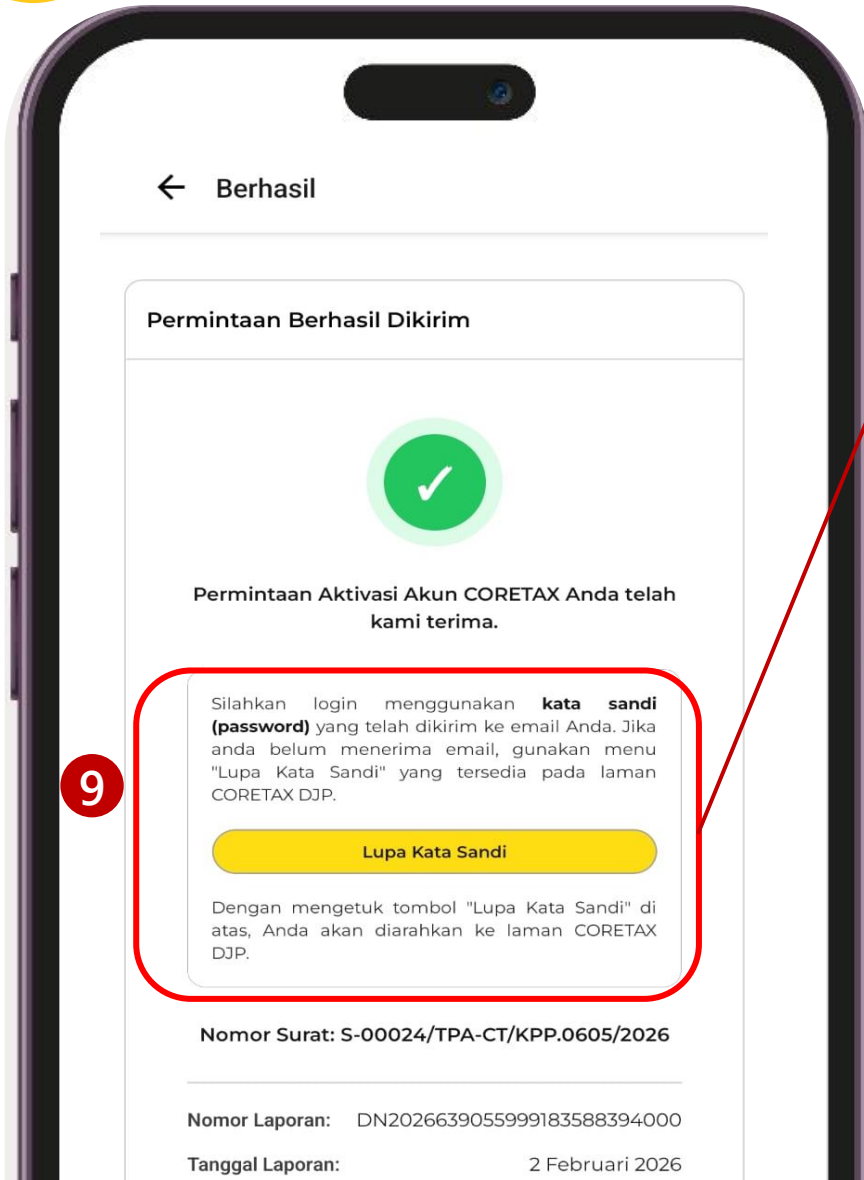 Berhasil
Permintaan Berhasil Dikirim
Permintaan Aktivasi Akun CORETAX Anda telah
kami terima.
9
Silahkan login menggunakan kata sandi
(password) yang telah dikirim ke email Anda. Jika
anda belum menerima email, gunakan menu
"Lupa Kata Sandi" yang tersedia pada laman
CORETAX DJP.
Lupa Kata Sandi
Dengan mengetuk tombol "Lupa Kata Sandi" di
atas, Anda akan diarahkan ke laman CORETAX
DJP.
Nomor Surat: S-00024/TPA-CT/KPP.0605/2026
Nomor Laporan: DN20266390559991835883940​00
Tanggal Laporan: 2 Februari 2026